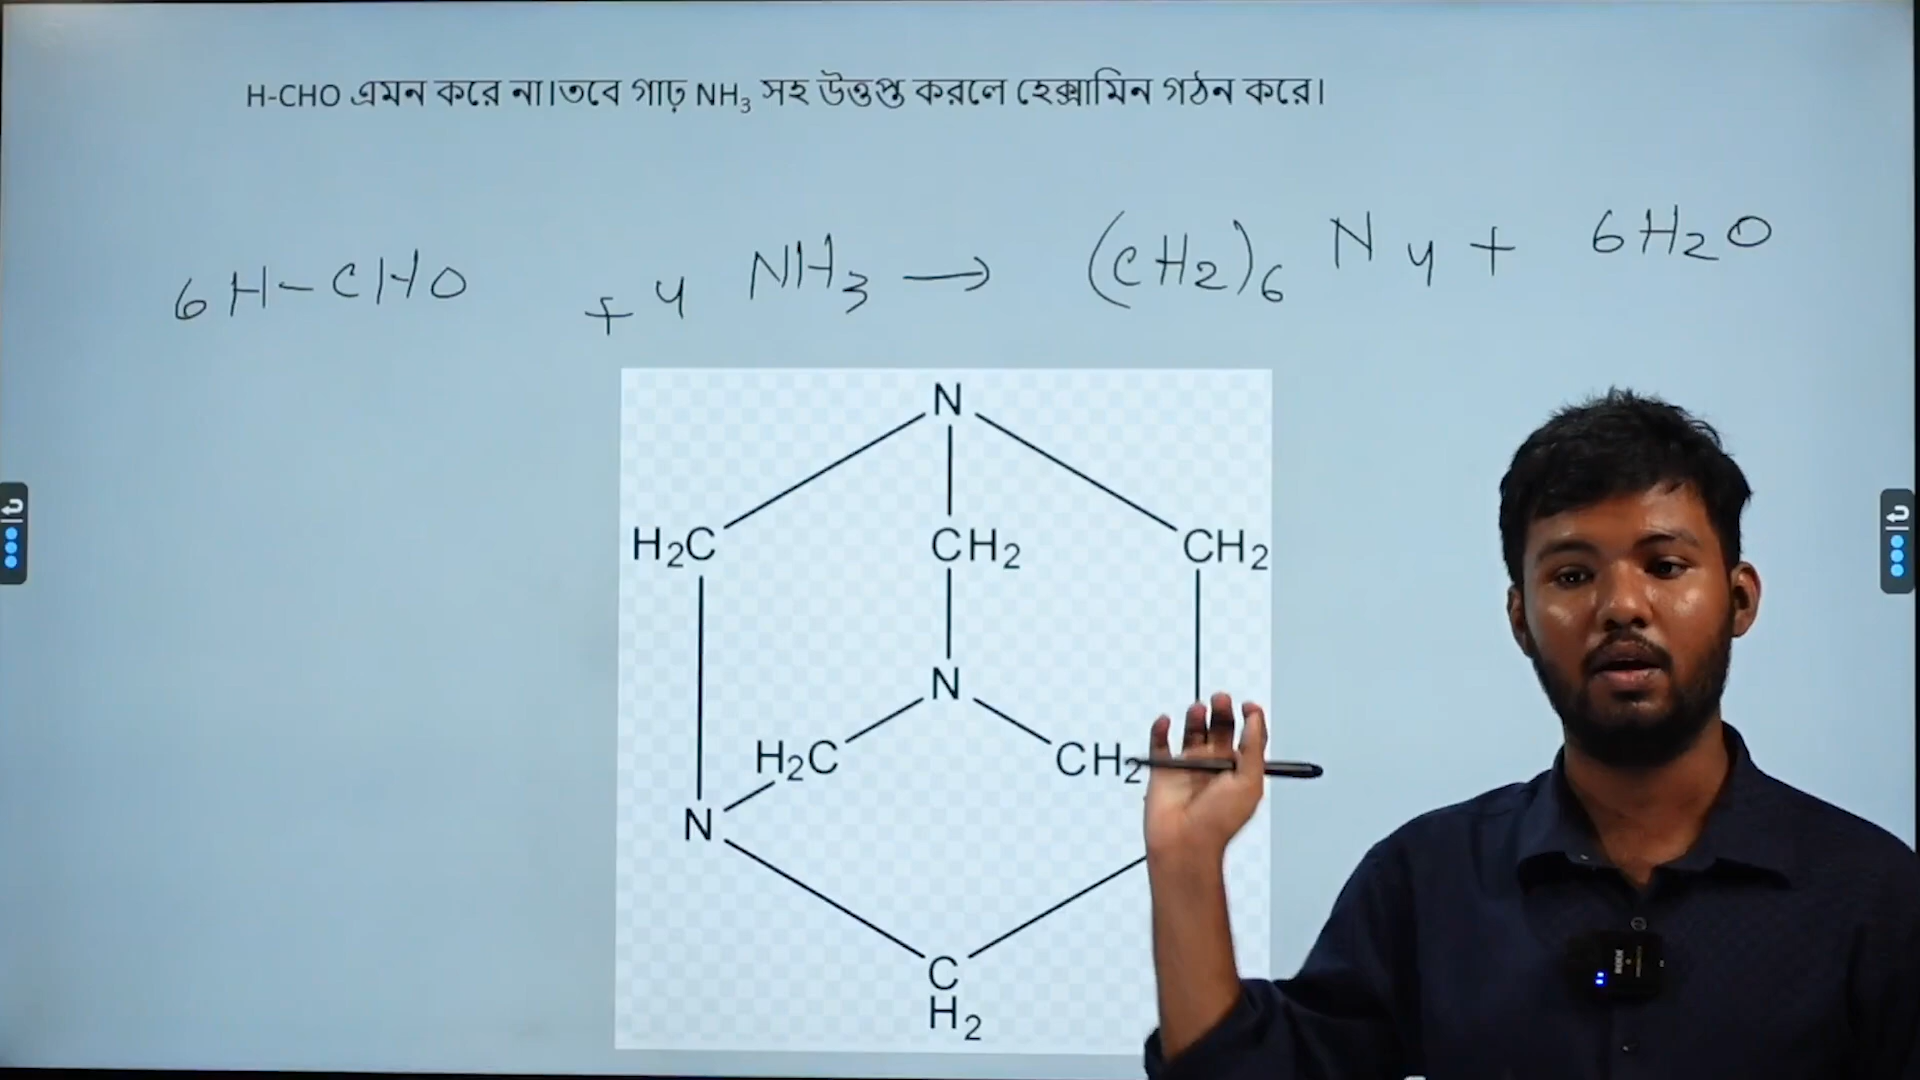 H-CHO এমন করে না।তবে গাঢ় NH₃ সহ উত্তপ্ত করলে হেক্সামিন গঠন করে।
6H-CHO + 4 NH₃ → (CH₂)₆ N₄ + 6H₂O
N
H₂C CH₂ CH₂
N
H₂C CH₂
N
C
H₂